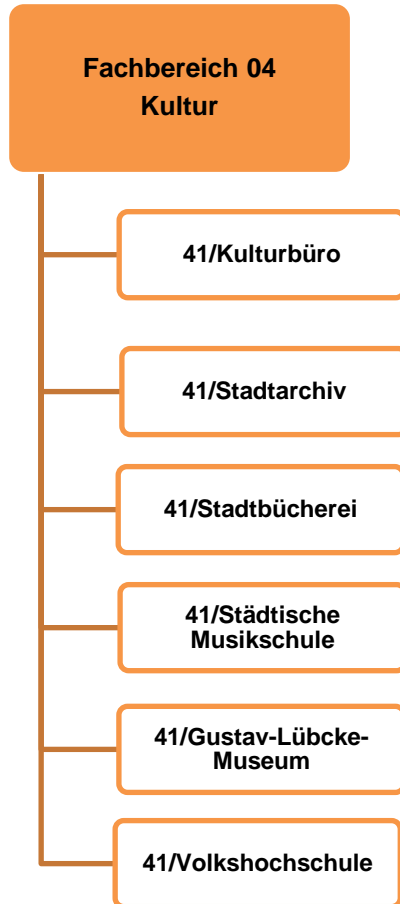 Fachbereich 04
Kultur
41/Kulturbüro
41/Stadtarchiv
41/Stadtbücherei
41/Städtische
Musikschule
41/Gustav-Lübcke-
Museum
41/Volkshochschule